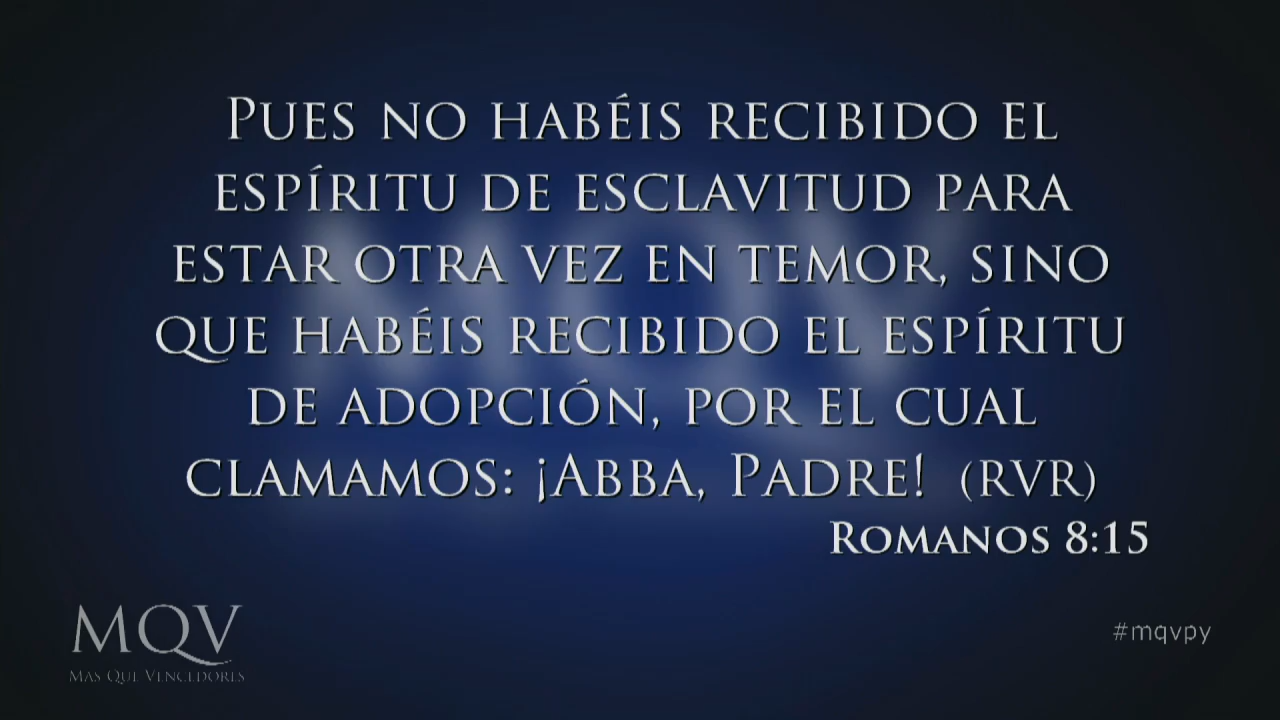 Pues no habéis recibido el
espíritu de esclavitud para
estar otra vez en temor, sino
que habéis recibido el espíritu
de adopción, por el cual
clamamos: ¡Abba, Padre! (RVR)
Romanos 8:15
MQV
Mas Que Vencedores
#mqvpy